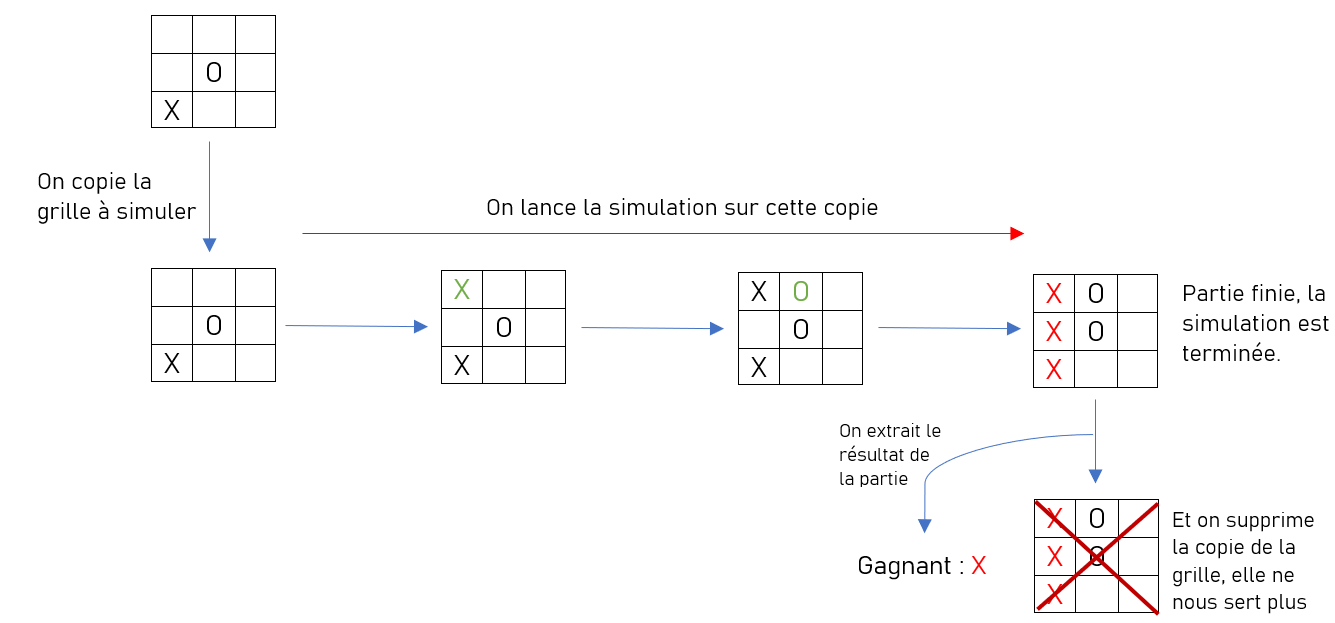 O
X
On copie la
grille à simuler
On lance la simulation sur cette copie
O
X
X
O
X
X O
O
X
X O
X O
X
Partie finie, la
simulation est
terminée.
On extrait le
résultat de
la partie
Gagnant : X
X O
X O
X
Et on supprime
la copie de la
grille, elle ne
nous sert plus